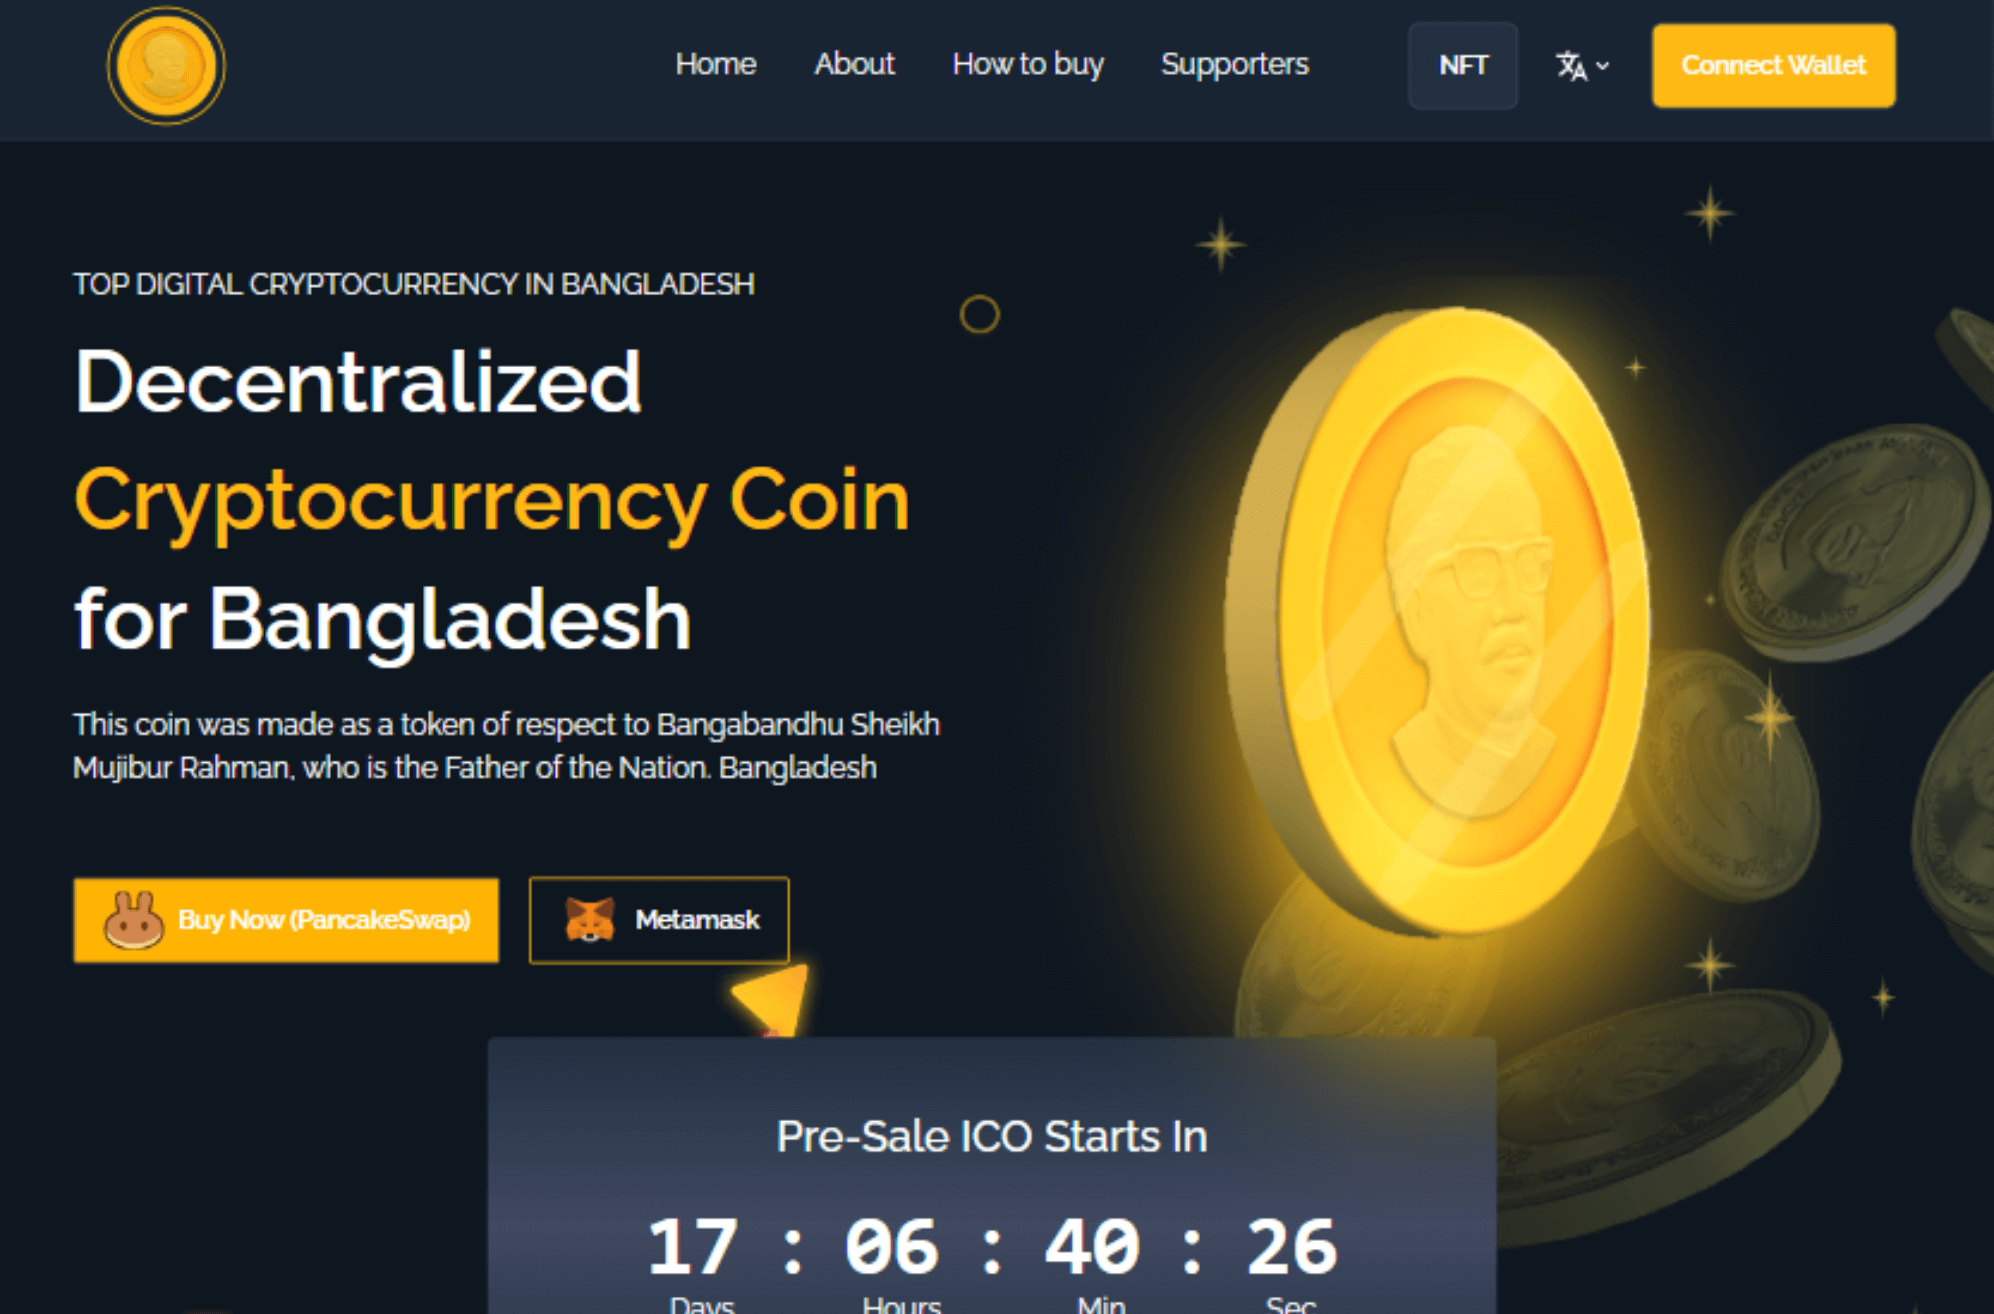 Home About How to buy Supporters NFT Connect Wallet
TOP DIGITAL CRYPTOCURRENCY IN BANGLADESH
Decentralized
Cryptocurrency Coin
for Bangladesh
This coin was made as a token of respect to Bangabandhu Sheikh
Mujibur Rahman, who is the Father of the Nation. Bangladesh
Buy Now (PancakeSwap) Metamask
Pre-Sale ICO Starts In
17 : 06 : 40 : 26
Days Hours Min Sec